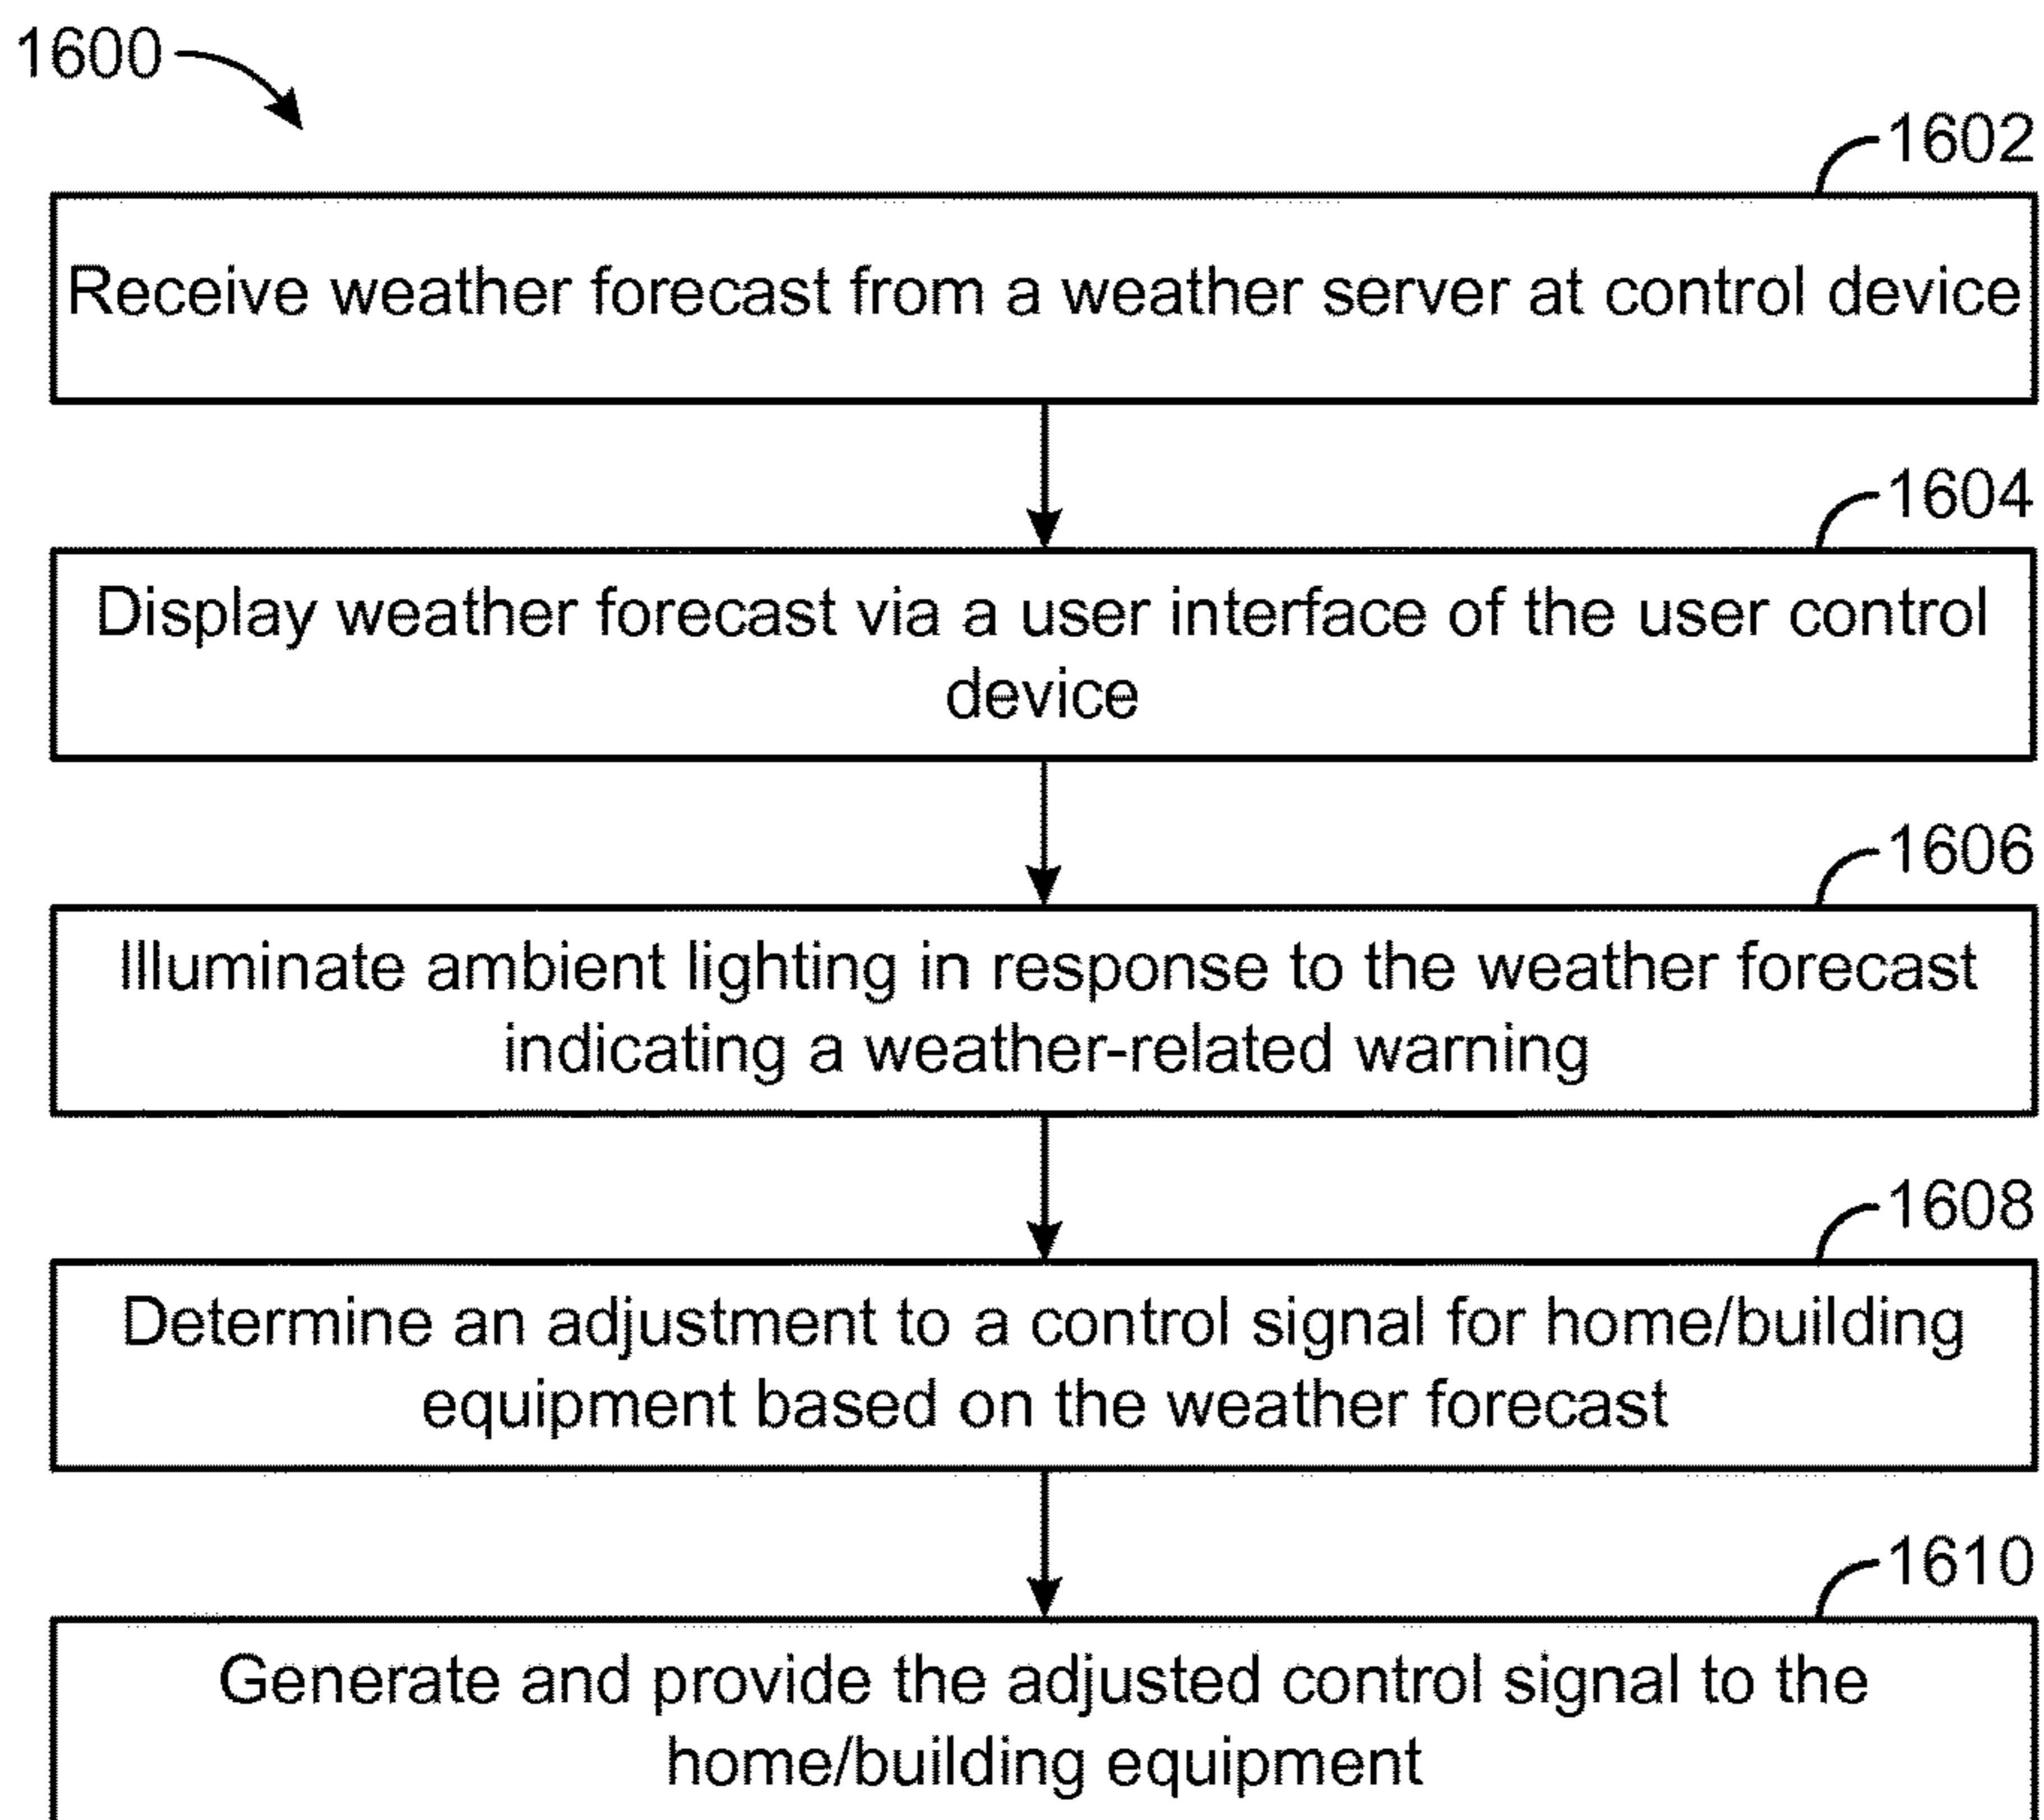 1600
1602
Receive weather forecast from a weather server at control device
1604
Display weather forecast via a user interface of the user control
device
1606
Illuminate ambient lighting in response to the weather forecast
indicating a weather-related warning
1608
Determine an adjustment to a control signal for home/building
equipment based on the weather forecast
1610
Generate and provide the adjusted control signal to the
home/building equipment